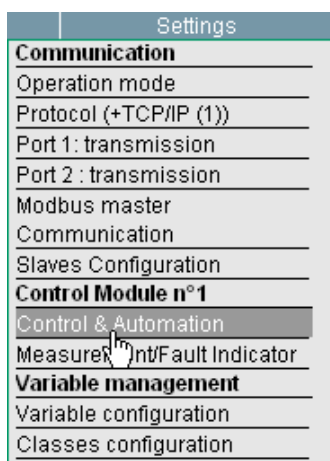 Settings
Communication
Operation mode
Protocol (+TCP/IP (1))
Port 1: transmission
Port 2 : transmission
Modbus master
Communication
Slaves Configuration
Control Module n°1
Control & Automation
Measurement/Fault Indicator
Variable management
Variable configuration
Classes configuration